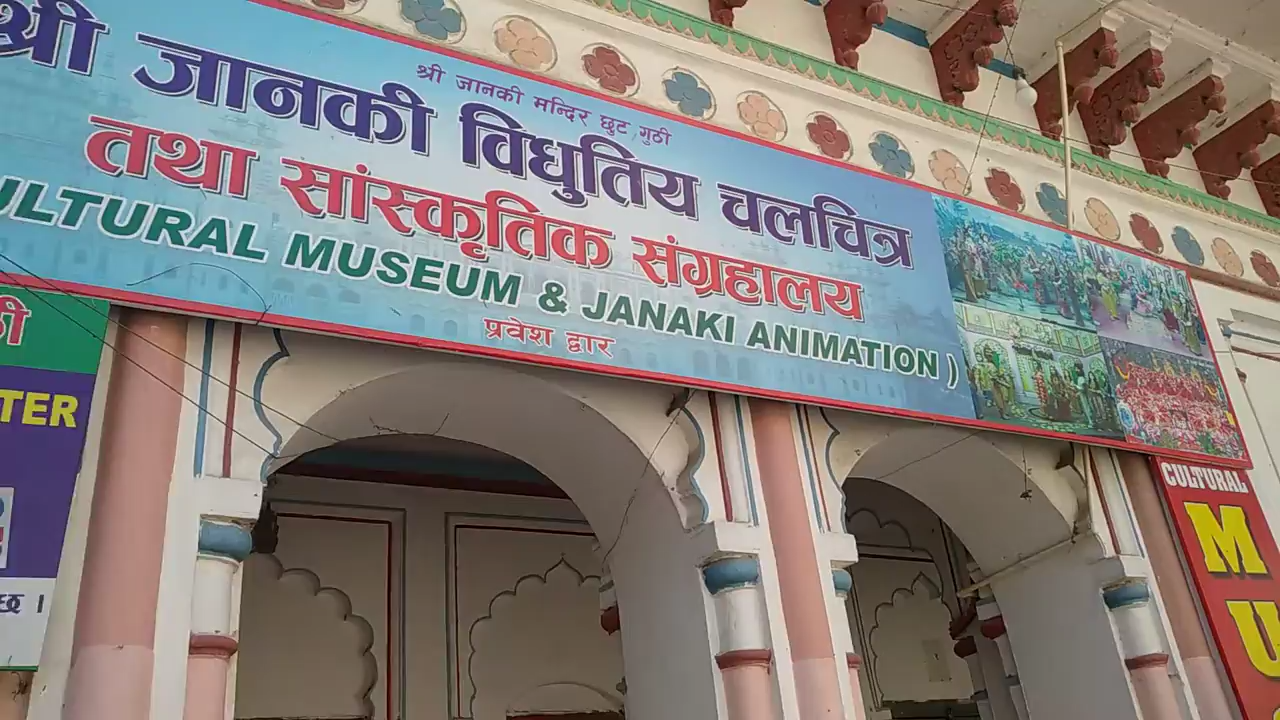 श्री जानकी मन्दिर छुट गुठी
श्री जानकी विधुतिय चलचित्र
तथा सांस्कृतिक संग्रहालय
ULTURAL MUSEUM & JANAKI ANIMATION )
प्रवेश द्वार
ठी
TER
छ ।
CULTURAL
M
U